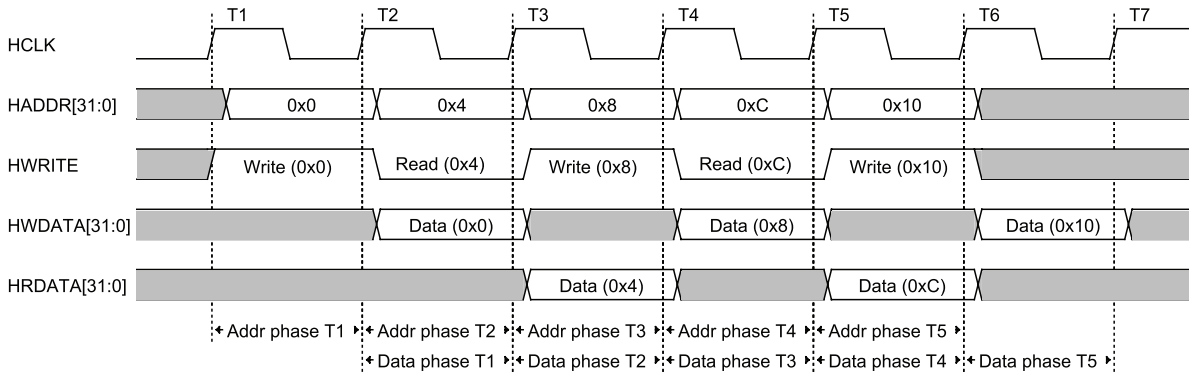 T1 T2 T3 T4 T5 T6 T7
HCLK
HADDR[31:0] 0x0 0x4 0x8 0xC 0x10
HWRITE Write (0x0) Read (0x4) Write (0x8) Read (0xC) Write (0x10)
HWDATA[31:0] Data (0x0) Data (0x8) Data (0x10)
HRDATA[31:0] Data (0x4) Data (0xC)
Addr phase T1 Addr phase T2 Addr phase T3 Addr phase T4 Addr phase T5
Data phase T1 Data phase T2 Data phase T3 Data phase T4 Data phase T5